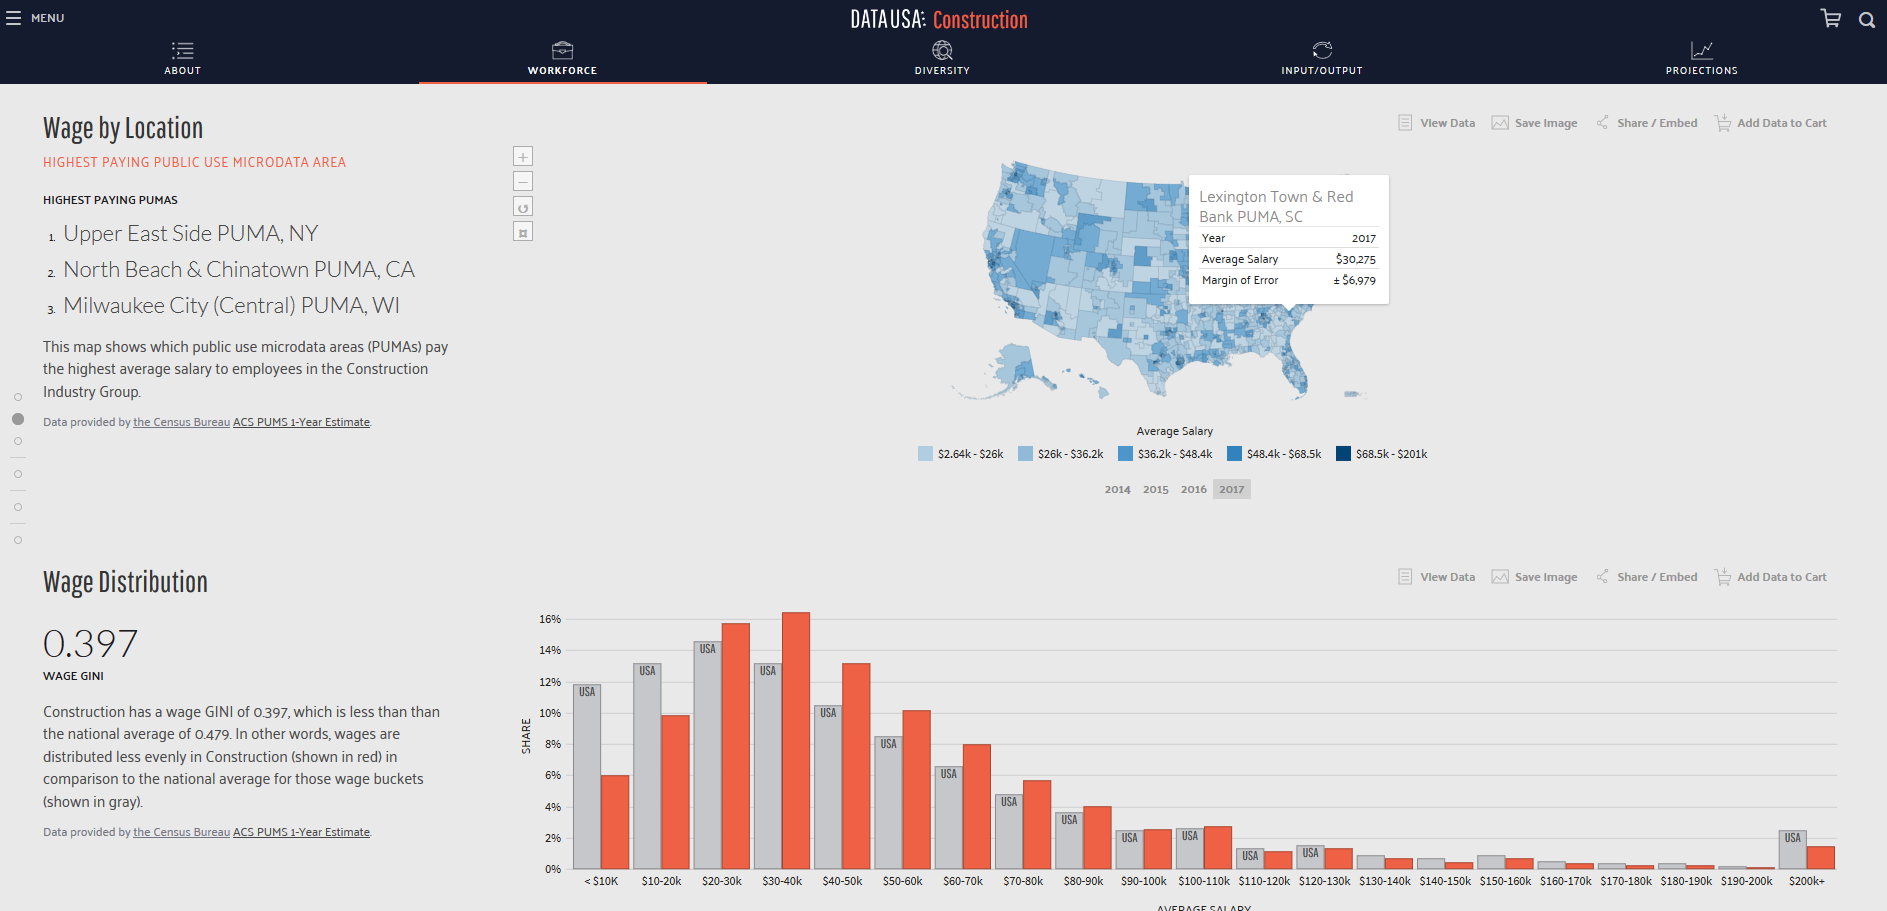 MENU
DATA USA: Construction
ABOUT
WORKFORCE
DIVERSITY
INPUT/OUTPUT
PROJECTIONS
Wage by Location
HIGHEST PAYING PUBLIC USE MICRODATA AREA
HIGHEST PAYING PUMAS
1. Upper East Side PUMA, NY
2. North Beach & Chinatown PUMA, CA
3. Milwaukee City (Central) PUMA, WI
This map shows which public use microdata areas (PUMAs) pay
the highest average salary to employees in the Construction
Industry Group.
Data provided by the Census Bureau ACS PUMS 1-Year Estimate.
View Data
Save Image
Share / Embed
Add Data to Cart
Lexington Town & Red
Bank PUMA, SC
Year 2017
Average Salary $30,275
Margin of Error ± $6,979
Average Salary
$2.64k - $26k
$26k - $36.2k
$36.2k - $48.4k
$48.4k - $68.5k
$68.5k - $201k
2014 2015 2016 2017
Wage Distribution
0.397
WAGE GINI
Construction has a wage GINI of 0.397, which is less than than
the national average of 0.479. In other words, wages are
distributed less evenly in Construction (shown in red) in
comparison to the national average for those wage buckets
(shown in gray).
Data provided by the Census Bureau ACS PUMS 1-Year Estimate.
View Data
Save Image
Share / Embed
Add Data to Cart
SHARE
16%
14%
12%
10%
8%
6%
4%
2%
0%
USA
USA
USA
USA
USA
USA
USA
USA
USA
USA
USA
USA
USA
USA
< $10K
$10-20k
$20-30k
$30-40k
$40-50k
$50-60k
$60-70k
$70-80k
$80-90k
$90-100k
$100-110k
$110-120k
$120-130k
$130-140k
$140-150k
$150-160k
$160-170k
$170-180k
$180-190k
$190-200k
$200k+
AVERAGE SALARY